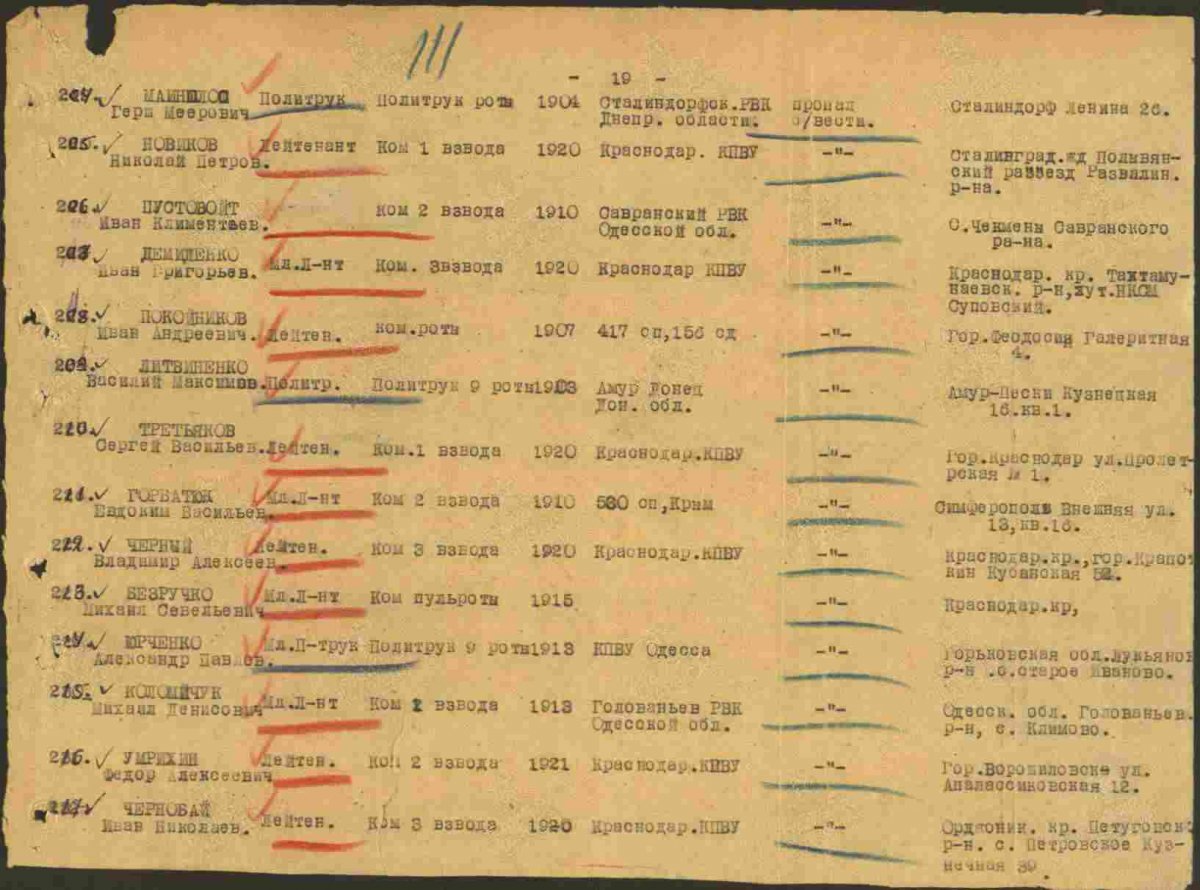 111
- 19 -
204. МАИНЕЛОС Политрук Политрук роты 1904 Сталиндорфск.РВК пропал Сталиндорф Ленина 26.
Герш Меерович Днепр. области. б/вести.
205. НОВИКОВ Лейтенант Ком 1 взвода 1920 Краснодар. КПВУ -"- Сталинград.жд Полывян-
Николай Петров. ский разъезд Развалин.
р-на.
206. ПУСТОВОЙТ Ком 2 взвода 1910 Савранский РВК -"- С.Чекмены Савранского
Иван Климентьев. Одесской обл. ра-на.
207 ДЕМИДЕНКО Мл.Л-нт Ком. 3взвода 1920 Краснодар КПВУ -"- Краснодар. кр. Тахтаму-
Иван Григорьев. каевск. р-н,хут.НКСМ
Суповский.
208. ПОКОЙНИКОВ Лейтен. ком.роты 1907 417 сп,156 сд -"- Гор.Феодосия Галеритная
Иван Андреевич. 4.
209. ЛИТВИНЕНКО
Василий Максимов. Политр. Политрук 9 роты1903 Амур Донец -"- Амур-Пески Кузнецкая
Дон. обл. 16.кв.1.
210. ТРЕТЬЯКОВ
Сергей Васильев.Лейтен. Ком.1 взвода 1920 Краснодар.КПВУ -"- Гор.Краснодар ул.Пролет-
рская № 1.
211. ГОРБАТЮК Мл.Л-нт Ком 2 взвода 1910 530 сп,Крым -"- Симферополь Внешняя ул.
Евдоким Васильев. 13,кв.16.
212. ЧЕРНЫЙ Лейтен. Ком 3 взвода 1920 Краснодар.КПВУ -"- Краснодар.кр.,гор.Крапот
Владимир Алексеев. кин Кубанская 52.
213. БЕЗРУЧКО Мл.Л-нт Ком пульроты 1915 -"- Краснодар.кр,
Михаил Севельевич
214. ЮРЧЕНКО Мл.П-трук Политрук 9 роты1913 КПВУ Одесса -"- Горьковская обл.Лукьянов
Александр Павлов. р-н .с.старое Иваново.
215. КОЛОМИЙЧУК Мл.Л-нт Ком 1 взвода 1913 Голованьев РВК -"- Одесск. обл. Голованьев.
Михаил Денисович Одесской обл. р-н, с. Климово.
216. УМРИХИН Лейтен. Ком 2 взвода 1921 Краснодар.КПВУ -"- Гор.Ворошиловск ул.
Федор Алексеевич Апалассиковская 12.
217. ЧЕРНОБАЙ Лейтен. Ком 3 взвода 1920 Краснодар.КПВУ -"- Орджоник. кр. Петуговско
Иван Николаев. р-н. с. Петровское Куз-
нечная 39.